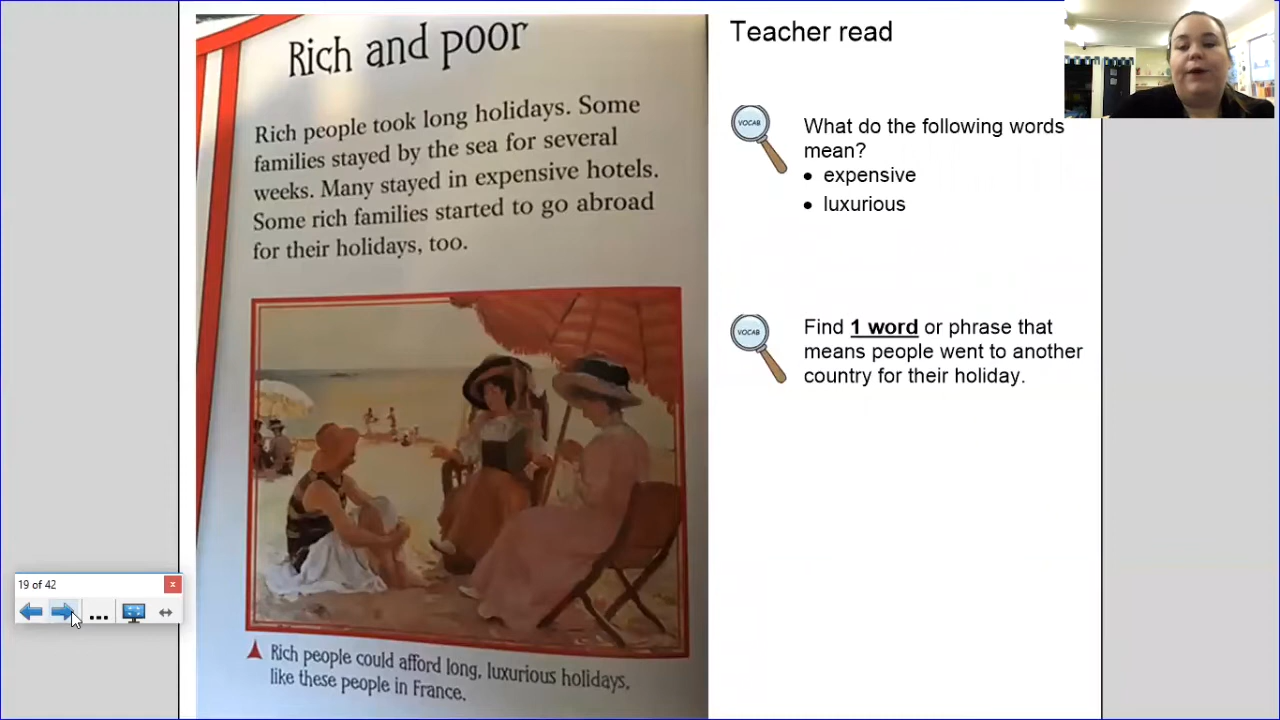 Rich and poor
Rich people took long holidays. Some
families stayed by the sea for several
weeks. Many stayed in expensive hotels.
Some rich families started to go abroad
for their holidays, too.
Rich people could afford long, luxurious holidays,
like these people in France.
Teacher read
VOCAB
What do the following words
mean?
• expensive
• luxurious
VOCAB
Find 1 word or phrase that
means people went to another
country for their holiday.
19 of 42